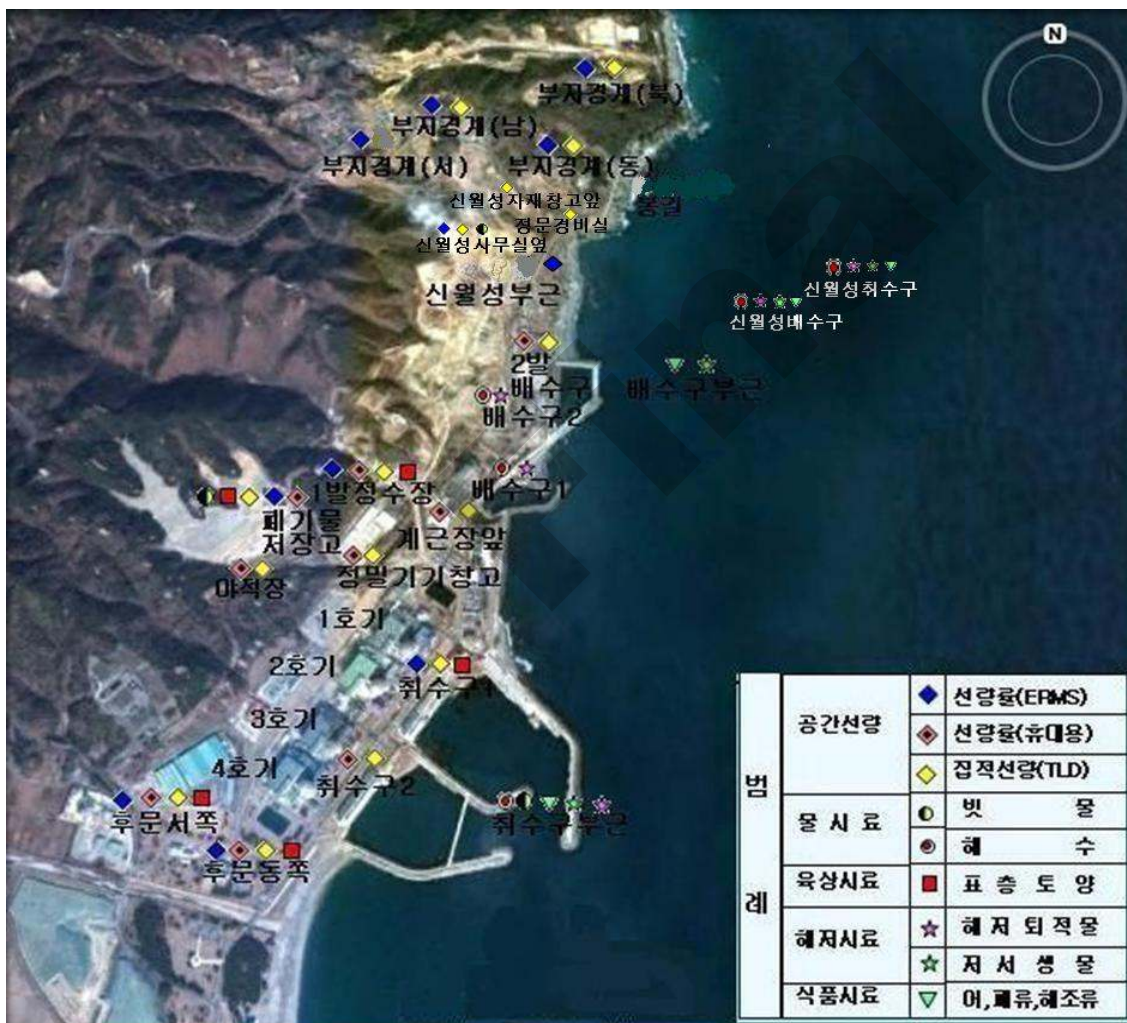 N
부지경계(북)
부지경계(남)
부지경계(서)
부지경계(동)
신월성자재창고앞
봉길
정문경비실
신월성사무실옆
신월성취수구
신월성부근
신월성배수구
2발
배수구
배수구부근
배수구2
1발정수장
배수구1
폐기물
저장고
계근장앞
야적장
정밀기기창고
1호기
2호기
취수구1
3호기
4호기
취수구2
후문서쪽
취수구부근
후문동쪽
범
례
공간선량
선량률(ERMS)
선량률(휴대용)
집적선량(TLD)
물시료
빗 물
해 수
육상시료
표 층 토 양
해저시료
해 저 퇴 적 물
저 서 생 물
식품시료
어,패류,해조류